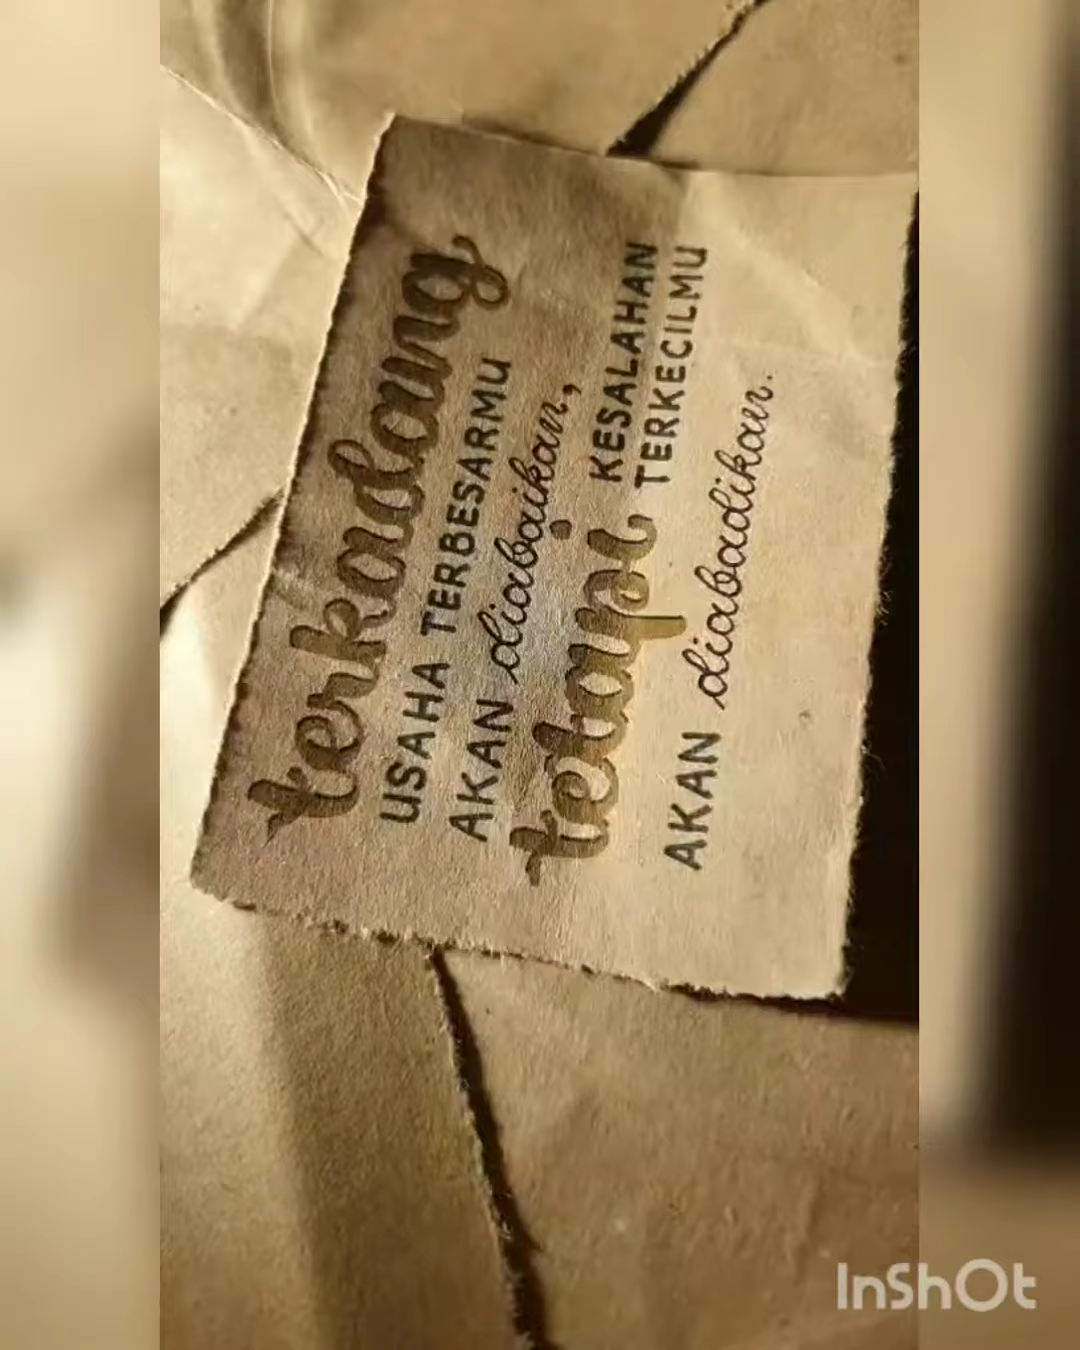 terkadang
USAHA TERBESARMU
AKAN diabaikan,
tetapi KESALAHAN
TERKECILMU
AKAN diabadikan.
InShOt